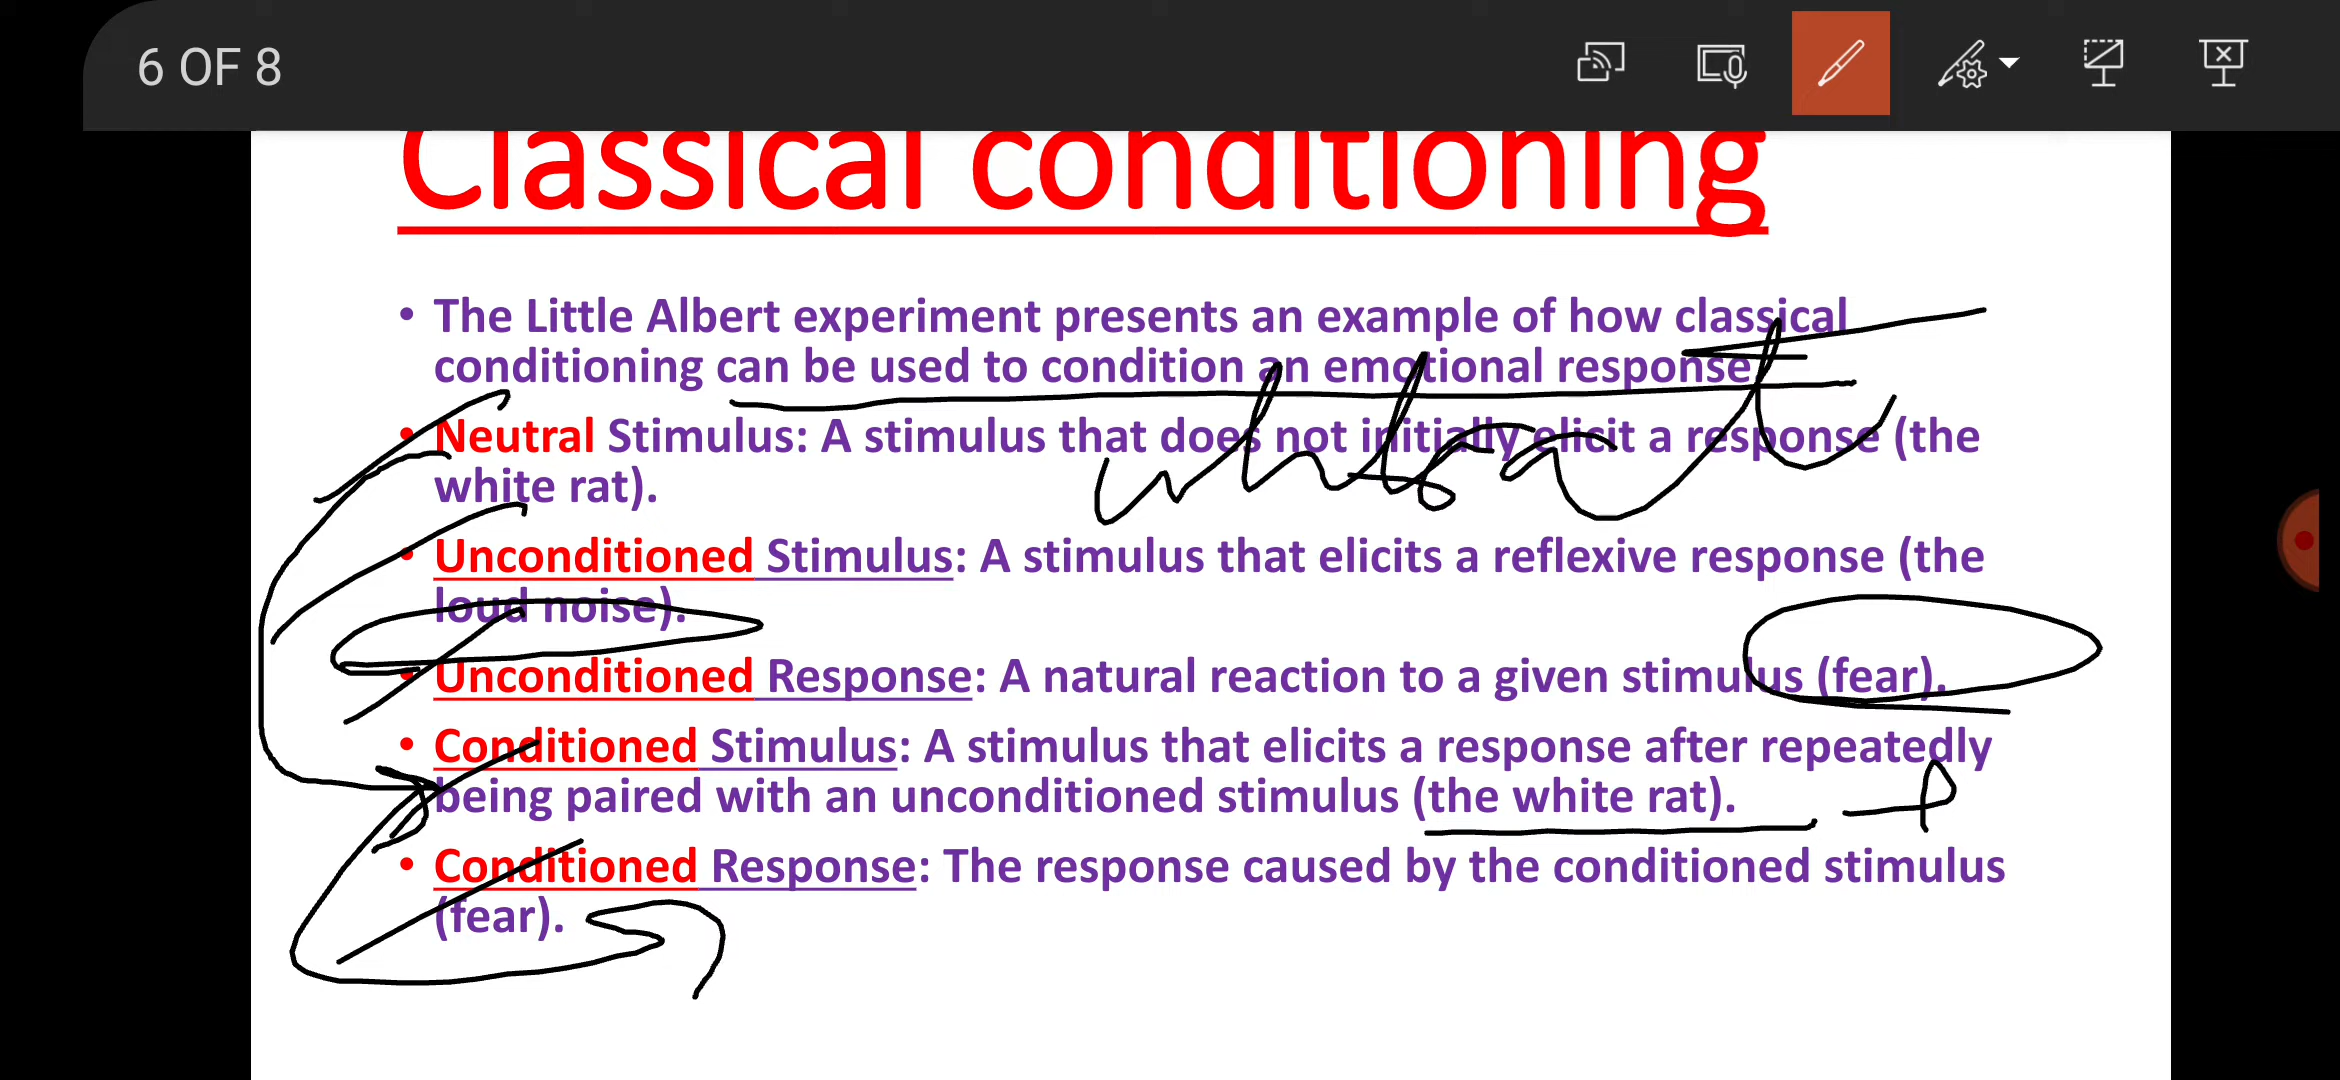 6 OF 8
Classical conditioning
• The Little Albert experiment presents an example of how classical
conditioning can be used to condition an emotional response.
• Neutral Stimulus: A stimulus that does not initially elicit a response (the
white rat).
• Unconditioned Stimulus: A stimulus that elicits a reflexive response (the
loud noise).
• Unconditioned Response: A natural reaction to a given stimulus (fear).
• Conditioned Stimulus: A stimulus that elicits a response after repeatedly
being paired with an unconditioned stimulus (the white rat).
• Conditioned Response: The response caused by the conditioned stimulus
(fear).